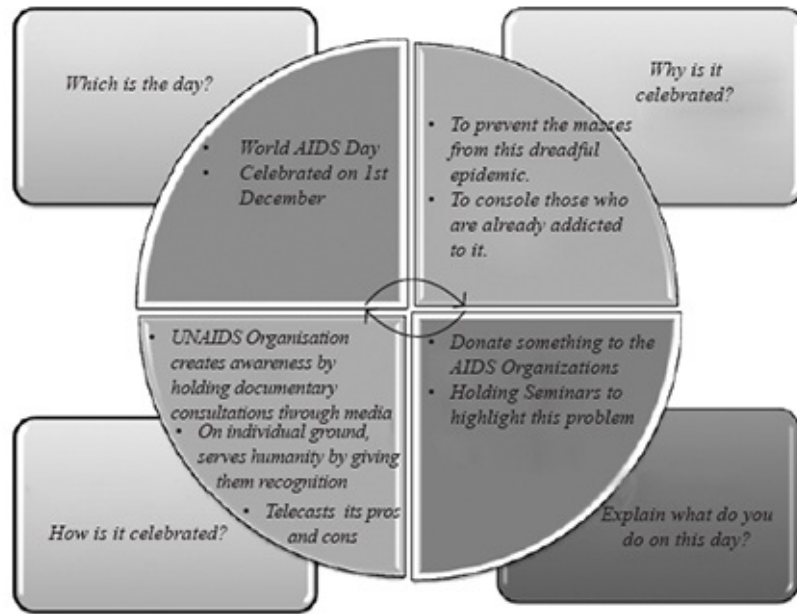 Which is the day?
World AIDS Day
Celebrated on 1st
December
Why is it
celebrated?
• To prevent the masses
from this dreadful
epidemic.
• To console those who
are already addicted
to it.
• UNAIDS Organisation
creates awareness by
holding documentary
consultations through media
• On individual ground,
serves humanity by giving
them recognition
• Telecasts its pros
and cons
How is it celebrated?
• Donate something to the
AIDS Organizations
• Holding Seminars to
highlight this problem
Explain what do you
do on this day?